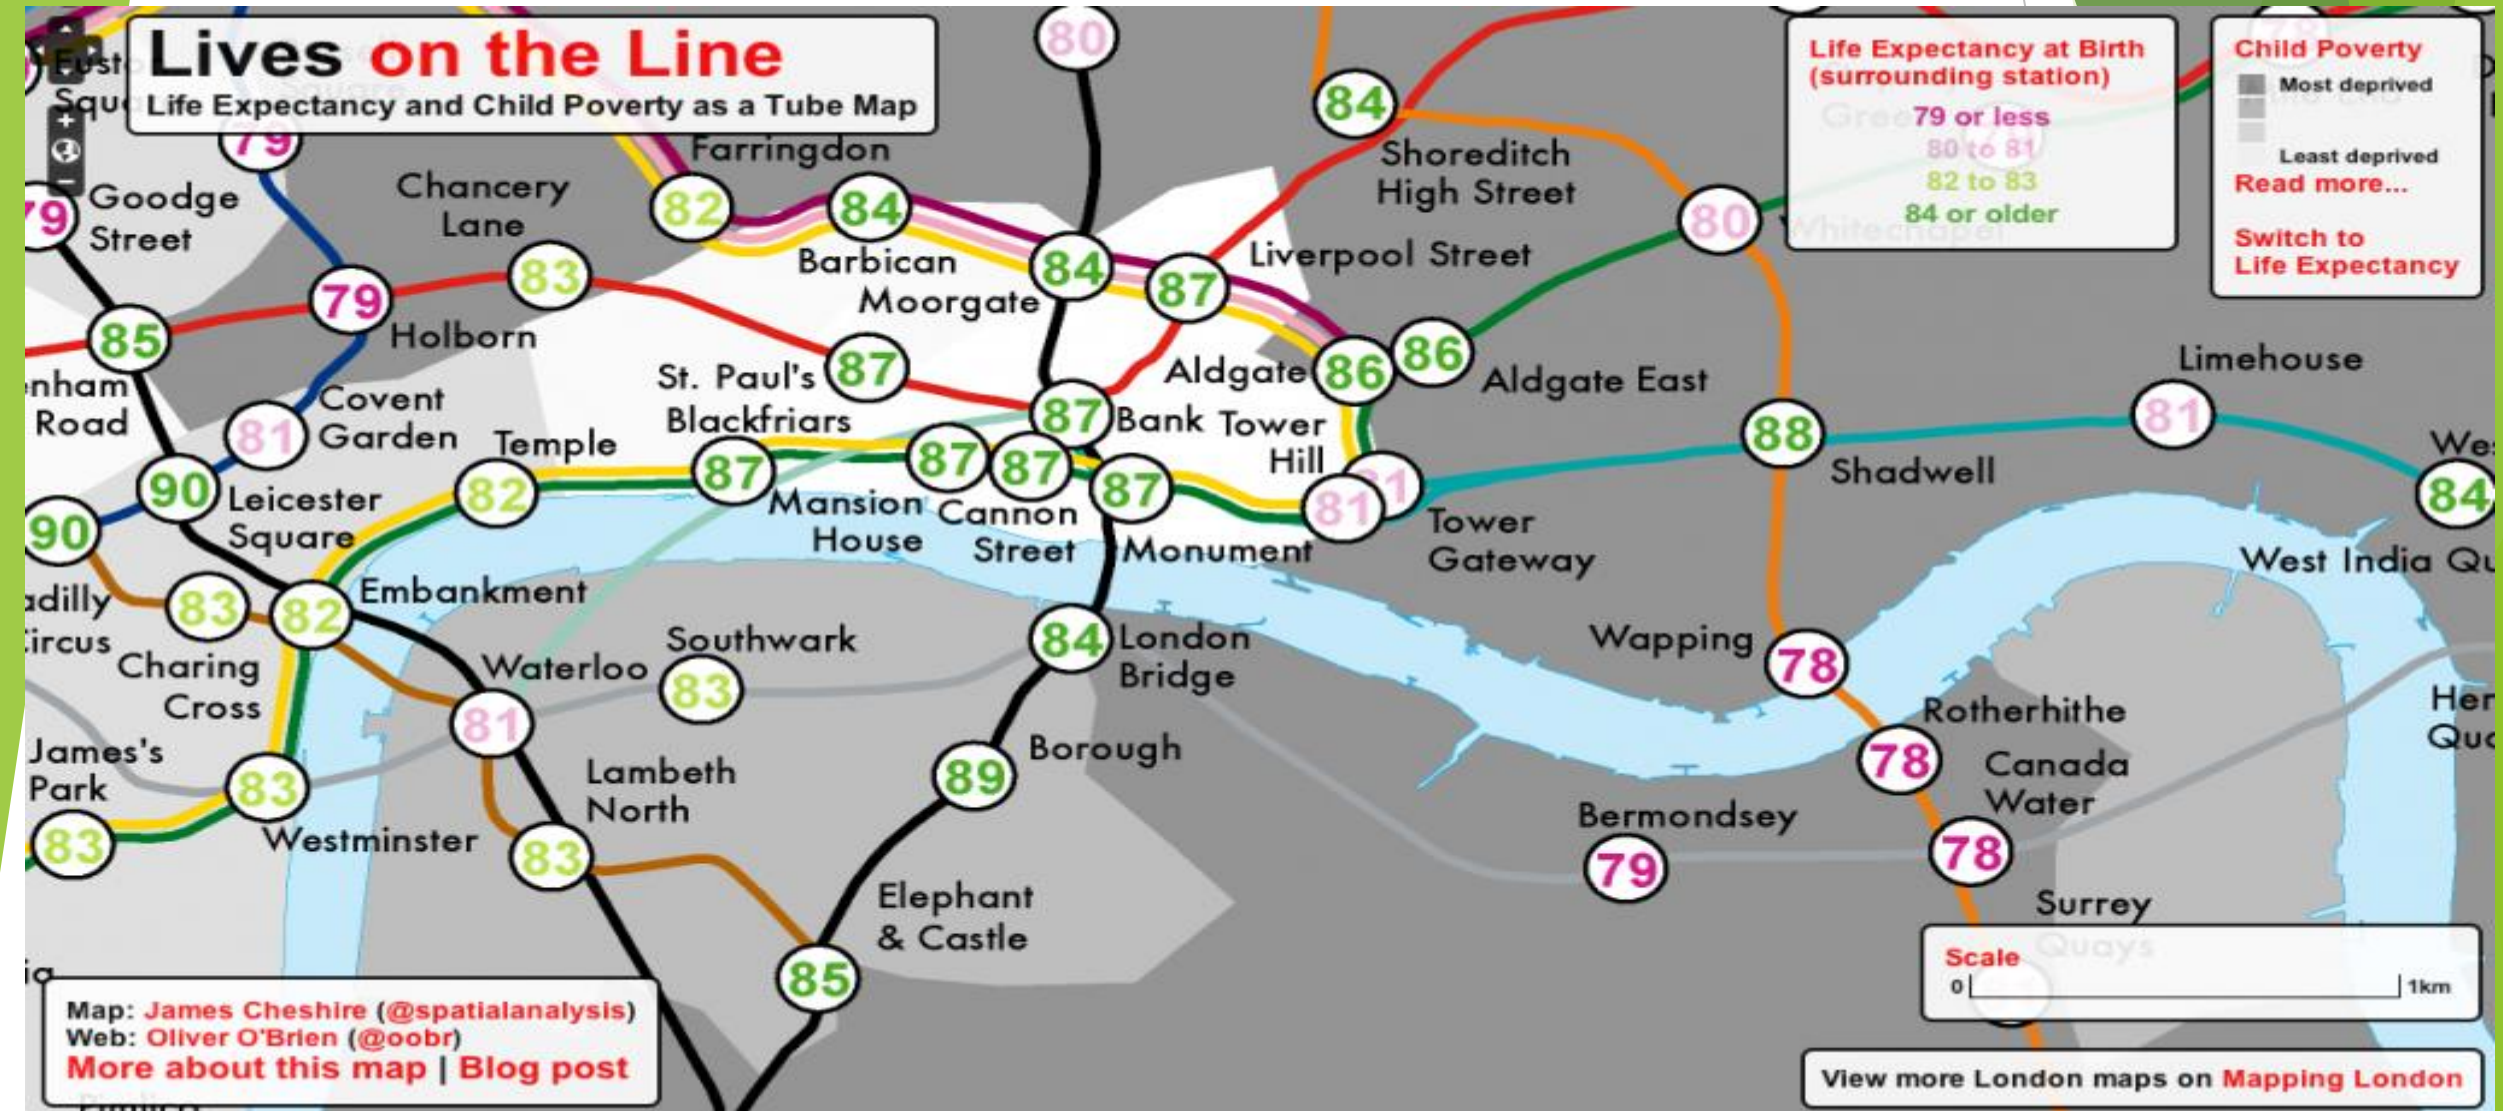 Lives on the Line
Life Expectancy and Child Poverty as a Tube Map
Life Expectancy at Birth
(surrounding station)
79 or less
80 to 81
82 to 83
84 or older
Child Poverty
Most deprived
Least deprived
Read more...
Switch to
Life Expectancy
80
84
79
Farringdon
Shoreditch
High Street
Whitechapel
79
Goodge
Street
Chancery
Lane
82
84
80
83
Barbican
84
87
Liverpool Street
Moorgate
79
Holborn
85
87
St. Paul's
Aldgate
86
86
Aldgate East
Limehouse
81
Road
81
Covent
Garden
Temple
Blackfriars
87
Bank
Tower
Hill
88
Shadwell
90
Leicester
Square
82
87
87
87
87
81
81
84
90
Mansion
House
Cannon
Street
Monument
Tower
Gateway
83
82
Embankment
Charing
Cross
Waterloo
81
Southwark
83
84
London
Bridge
Wapping
78
James's
Park
83
83
Westminster
Lambeth
North
83
89
Borough
Rotherhithe
78
Canada
Water
78
Bermondsey
79
Elephant
& Castle
85
Surrey
Quays
Scale
0
1km
Map: James Cheshire (@spatialanalysis)
Web: Oliver O'Brien (@oobr)
More about this map | Blog post
View more London maps on Mapping London
West India